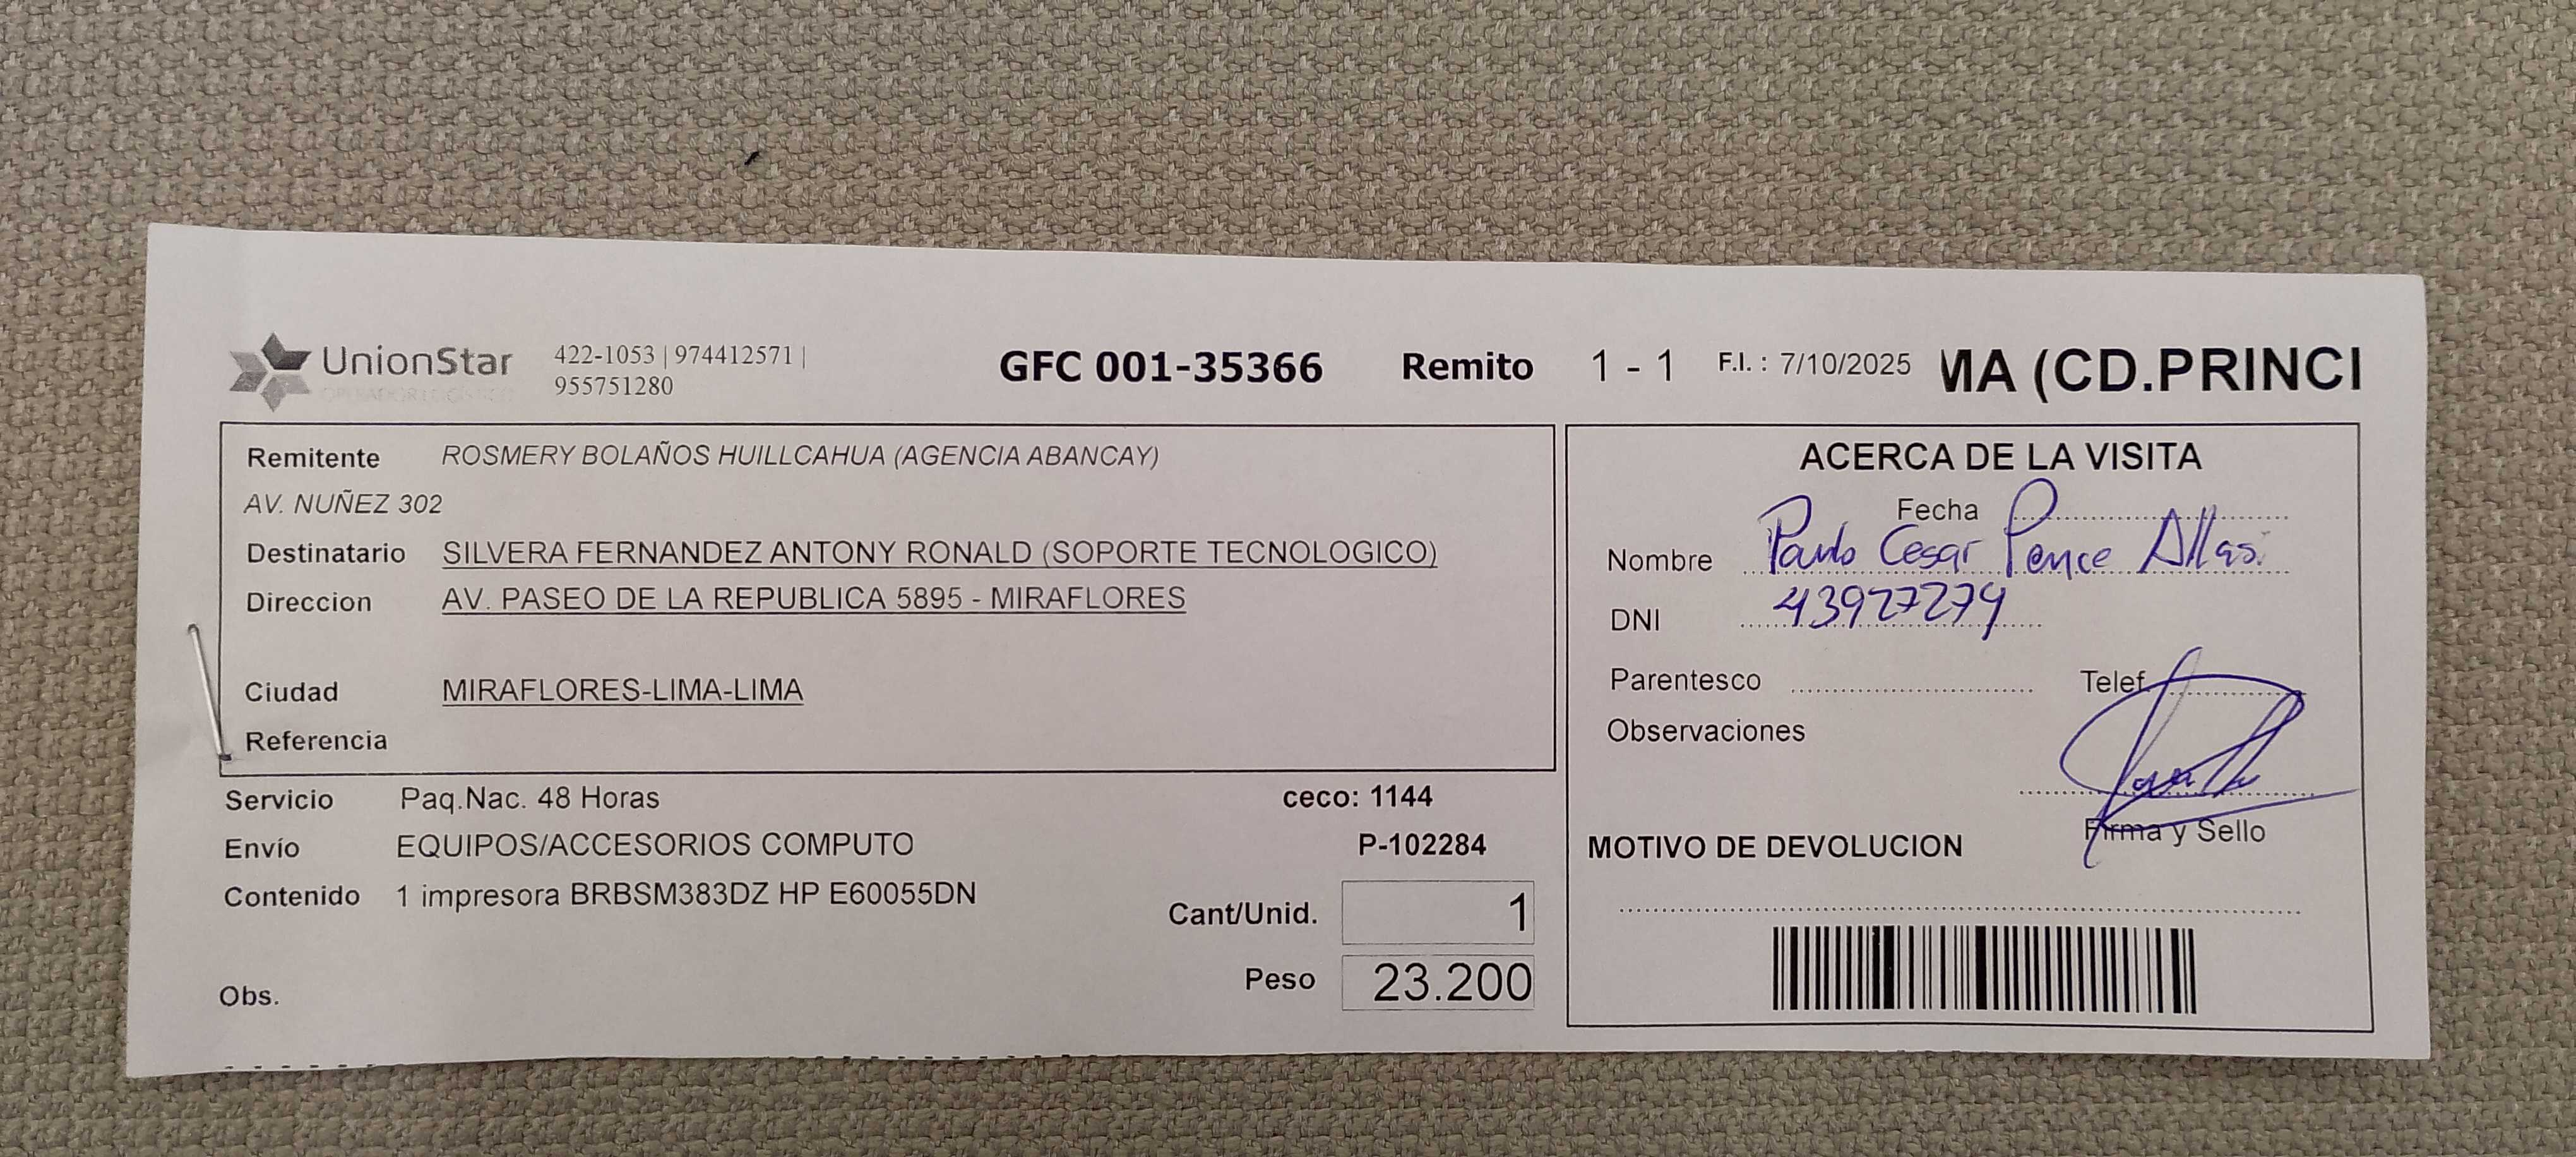 UnionStar 422-1053 | 974412571 | 955751280 GFC 001-35366 Remito 1 - 1 F.I. : 7/10/2025 MA (CD.PRINCI
OPERADOR LOGISTICO
Remitente ROSMERY BOLAÑOS HUILLCAHUA (AGENCIA ABANCAY)
AV. NUÑEZ 302
Destinatario SILVERA FERNANDEZ ANTONY RONALD (SOPORTE TECNOLOGICO)
Direccion AV. PASEO DE LA REPUBLICA 5895 - MIRAFLORES
Ciudad MIRAFLORES-LIMA-LIMA
Referencia
Servicio Paq.Nac. 48 Horas ceco: 1144
Envío EQUIPOS/ACCESORIOS COMPUTO P-102284
Contenido 1 impresora BRBSM383DZ HP E60055DN
Cant/Unid. 1
Peso 23.200
Obs.
ACERCA DE LA VISITA
Fecha
Nombre Paulo Cesar Ponce Allasi
DNI 43927279
Parentesco Telef
Observaciones
Firma y Sello
MOTIVO DE DEVOLUCION